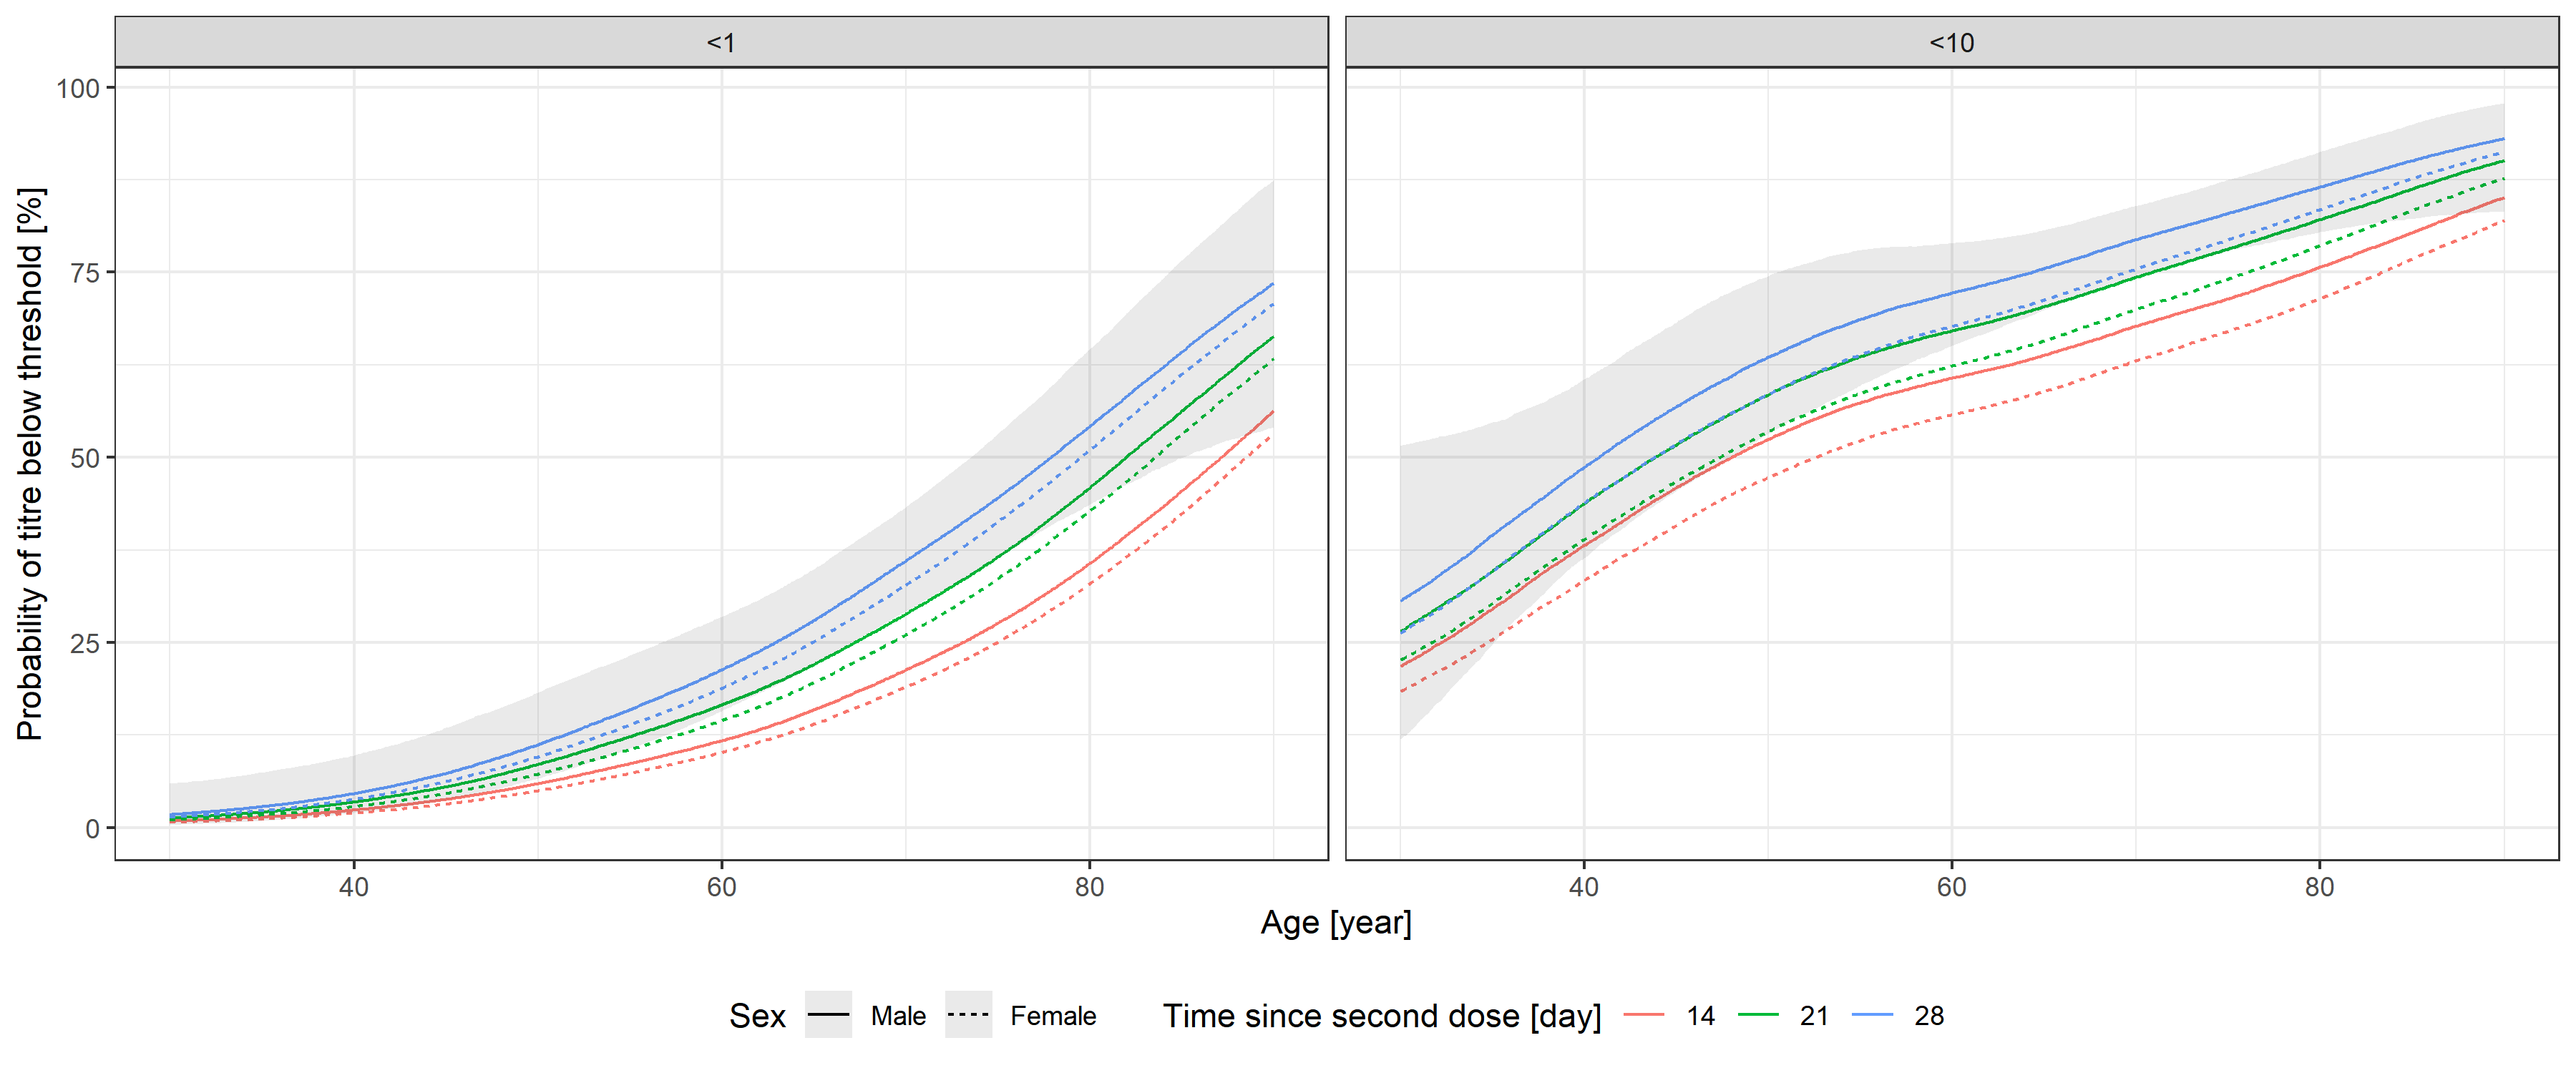 <1 <10
Probability of titre below threshold [%]
100
75
50
25
0
40 60 80 40 60 80
Age [year]
Sex Male Female Time since second dose [day] 14 21 28